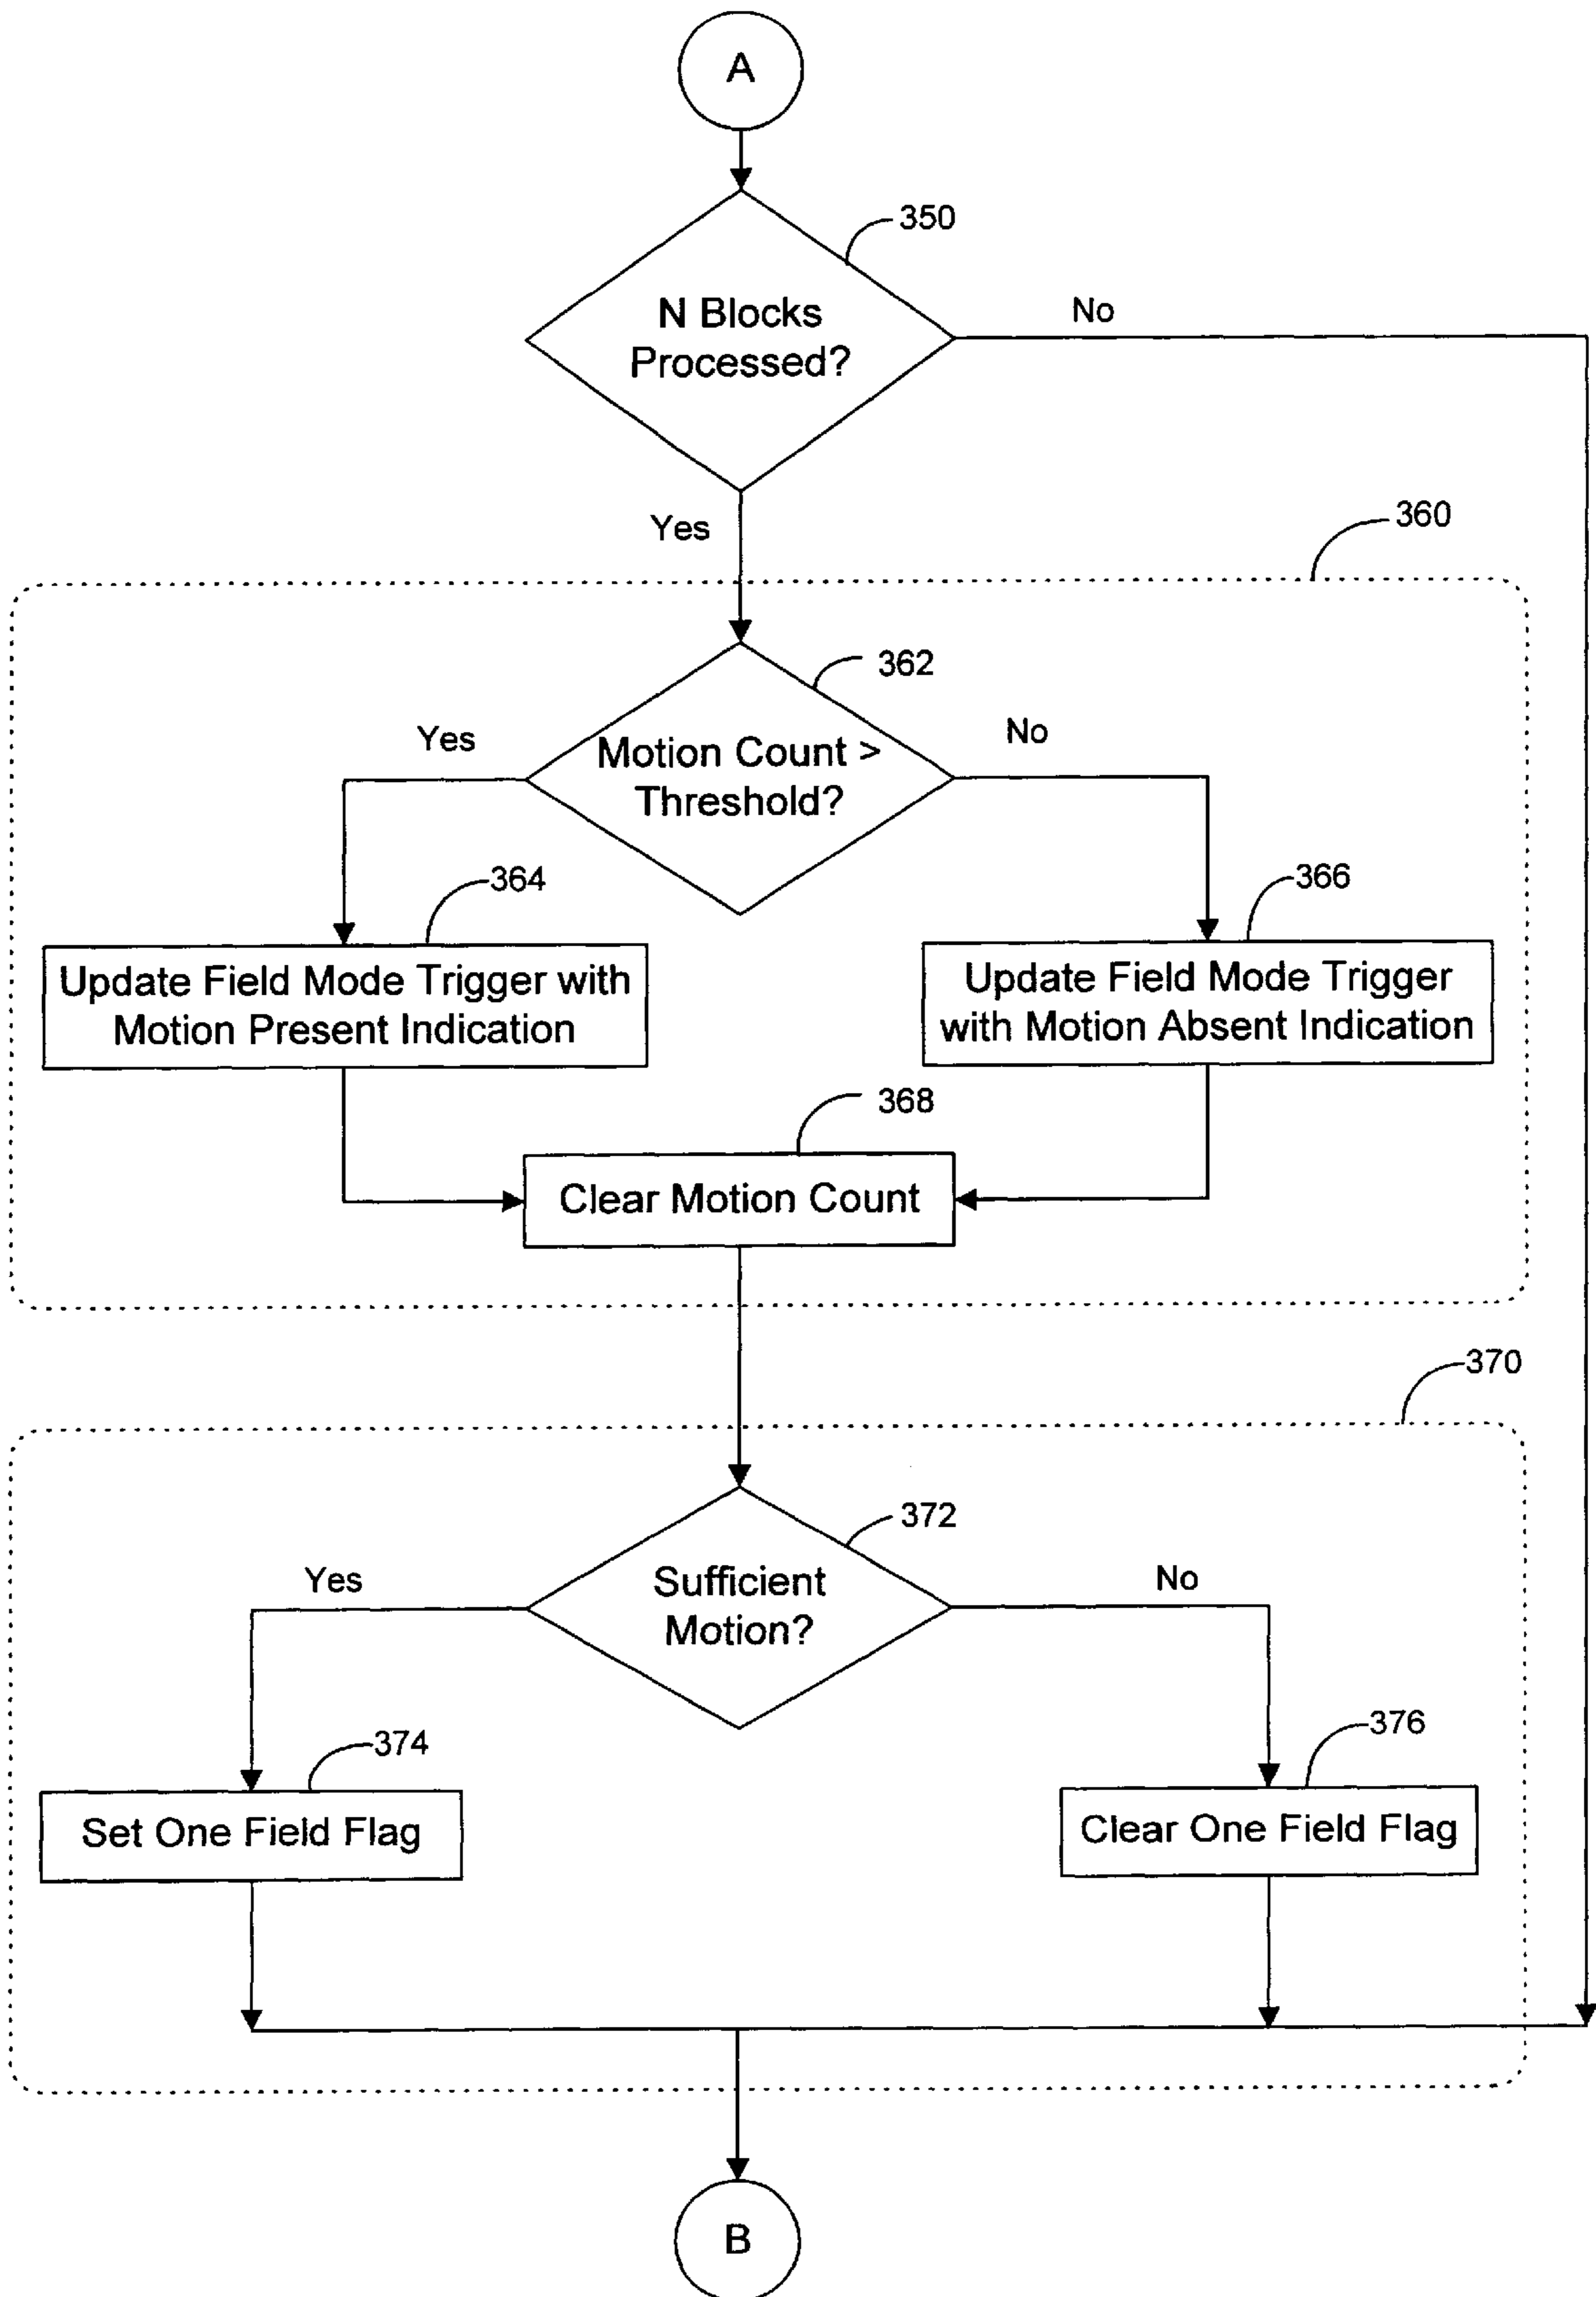 A
350
N Blocks
Processed?
No
Yes
360
362
Yes
Motion Count >
Threshold?
No
364
366
Update Field Mode Trigger with
Motion Present Indication
Update Field Mode Trigger
with Motion Absent Indication
368
Clear Motion Count
370
372
Yes
Sufficient
Motion?
No
374
376
Set One Field Flag
Clear One Field Flag
B